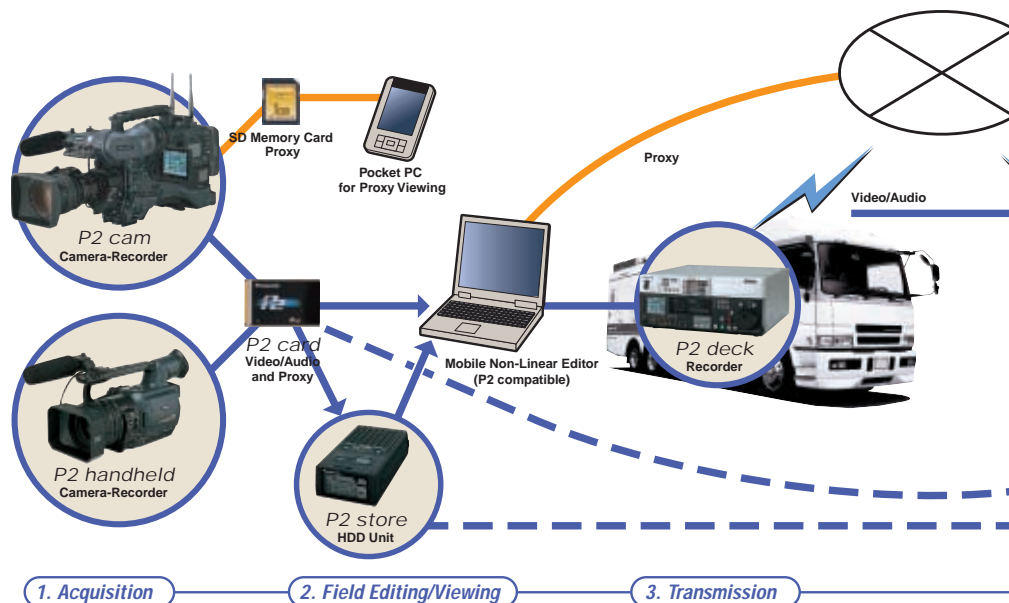 SD Memory Card
Proxy
Pocket PC
for Proxy Viewing
Proxy
Video/Audio
P2 cam
Camera-Recorder
P2 card
Video/Audio
and Proxy
Mobile Non-Linear Editor
(P2 compatible)
P2 deck
Recorder
P2 handheld
Camera-Recorder
P2 store
HDD Unit
1. Acquisition
2. Field Editing/Viewing
3. Transmission